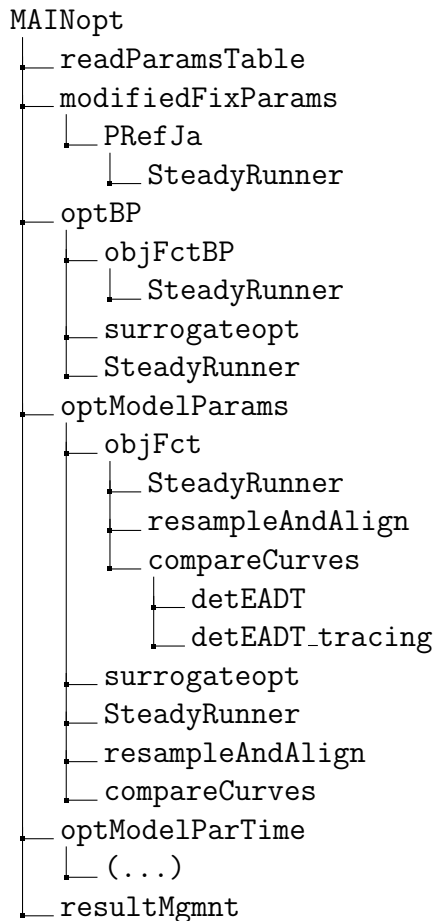 MAINopt
readParamsTable
modifiedFixParams
PRefJa
SteadyRunner
optBP
objFctBP
SteadyRunner
surrogateopt
SteadyRunner
optModelParams
objFct
SteadyRunner
resampleAndAlign
compareCurves
detEADT
detEADT_tracing
surrogateopt
SteadyRunner
resampleAndAlign
compareCurves
optModelParTime
(...)
resultMgmnt